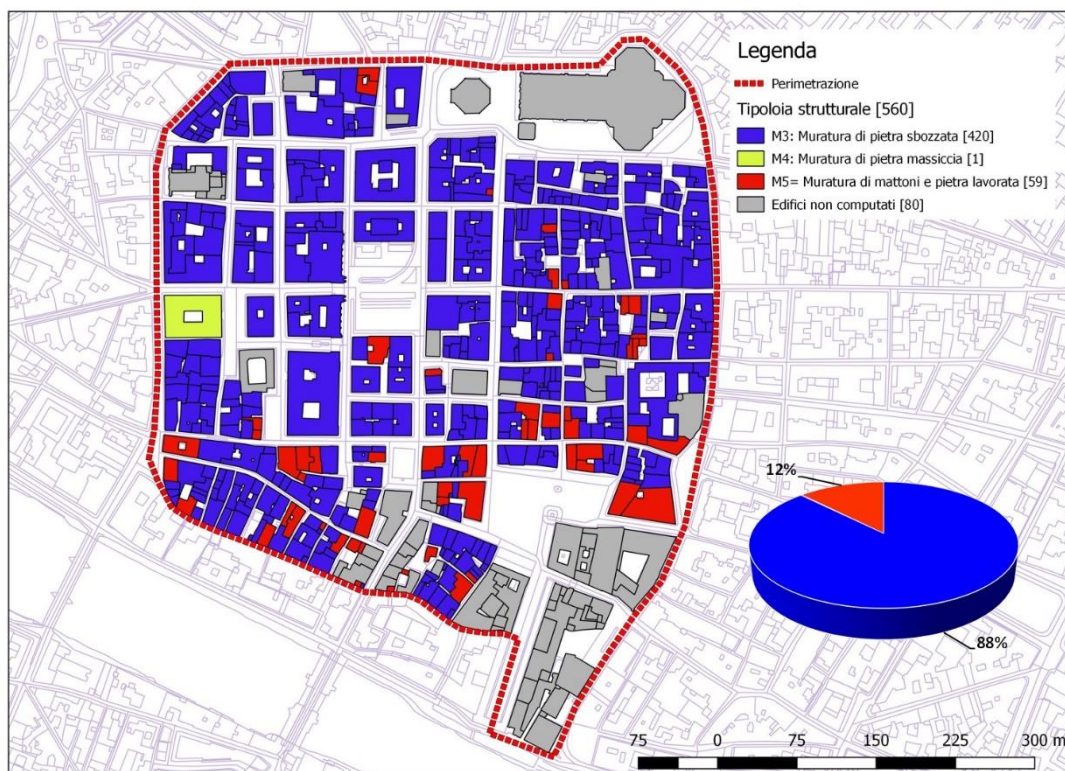 Legenda
Perimetrazione
Tipoloia strutturale [560]
M3: Muratura di pietra sbozzata [420]
M4: Muratura di pietra massiccia [1]
M5= Muratura di mattoni e pietra lavorata [59]
Edifici non computati [80]
12%
88%
75 0 75 150 225 300 m